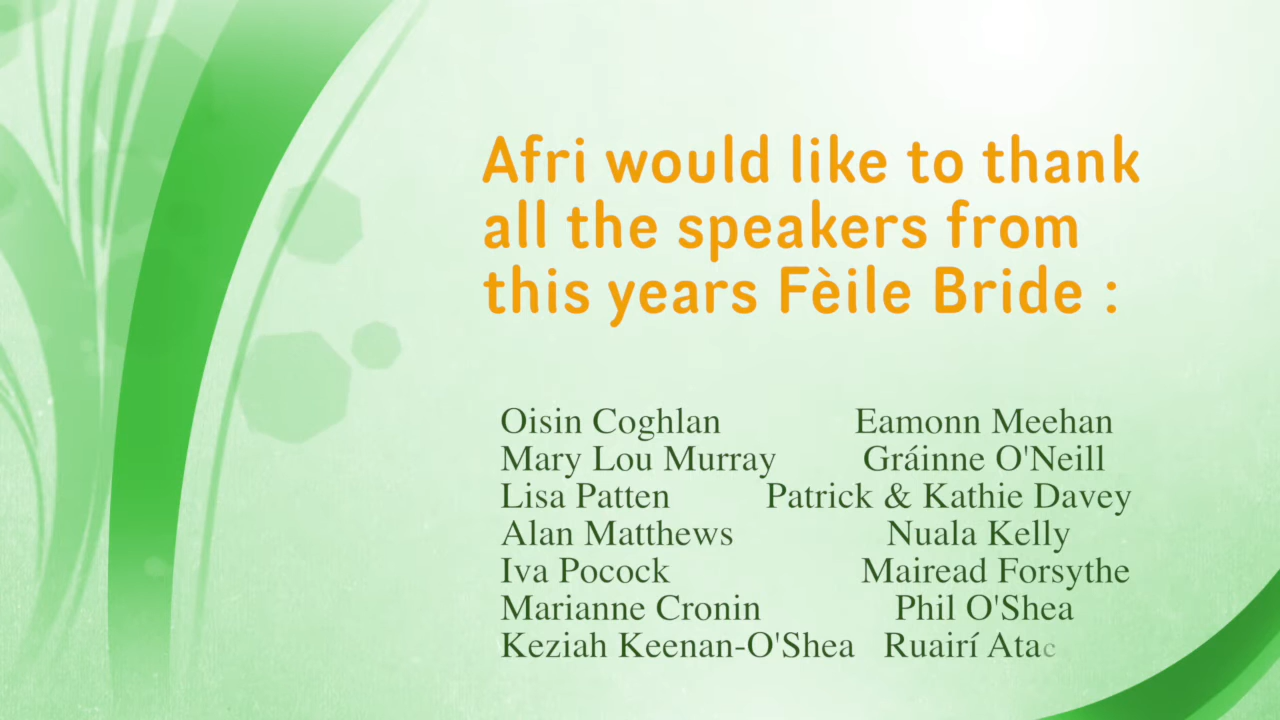 Afri would like to thank
all the speakers from
this years Fèile Bride :
Oisin Coghlan Eamonn Meehan
Mary Lou Murray Gráinne O'Neill
Lisa Patten Patrick & Kathie Davey
Alan Matthews Nuala Kelly
Iva Pocock Mairead Forsythe
Marianne Cronin Phil O'Shea
Keziah Keenan-O'Shea Ruairí Atac